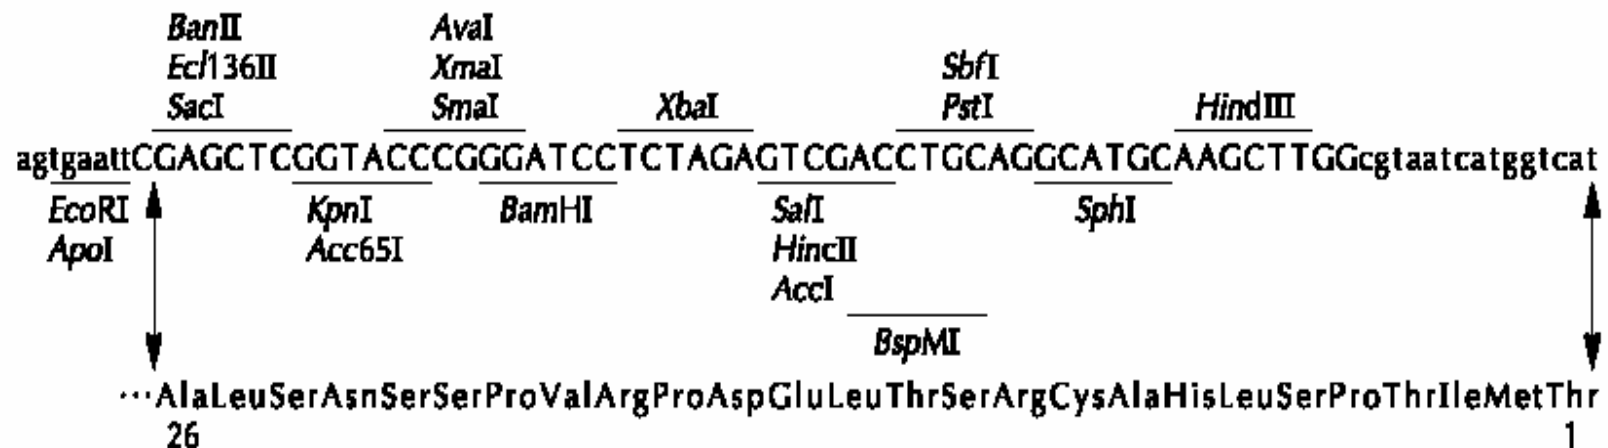 BanII AvaI
Ecl136II XmaI SbfI
SacI SmaI XbaI PstI HindIII
agtgaattCGAGCTCGGTACCCGGGATCCTCTAGAGTCGACCTGCAGGCATGCAAGCTTGGcgtaatcatggtcat
EcoRI KpnI BamHI SalI SphI
ApoI Acc65I HincII
AccI
BspMI
···AlaLeuSerAsnSerSerProValArgProAspGluLeuThrSerArgCysAlaHisLeuSerProThrIleMetThr
26 1